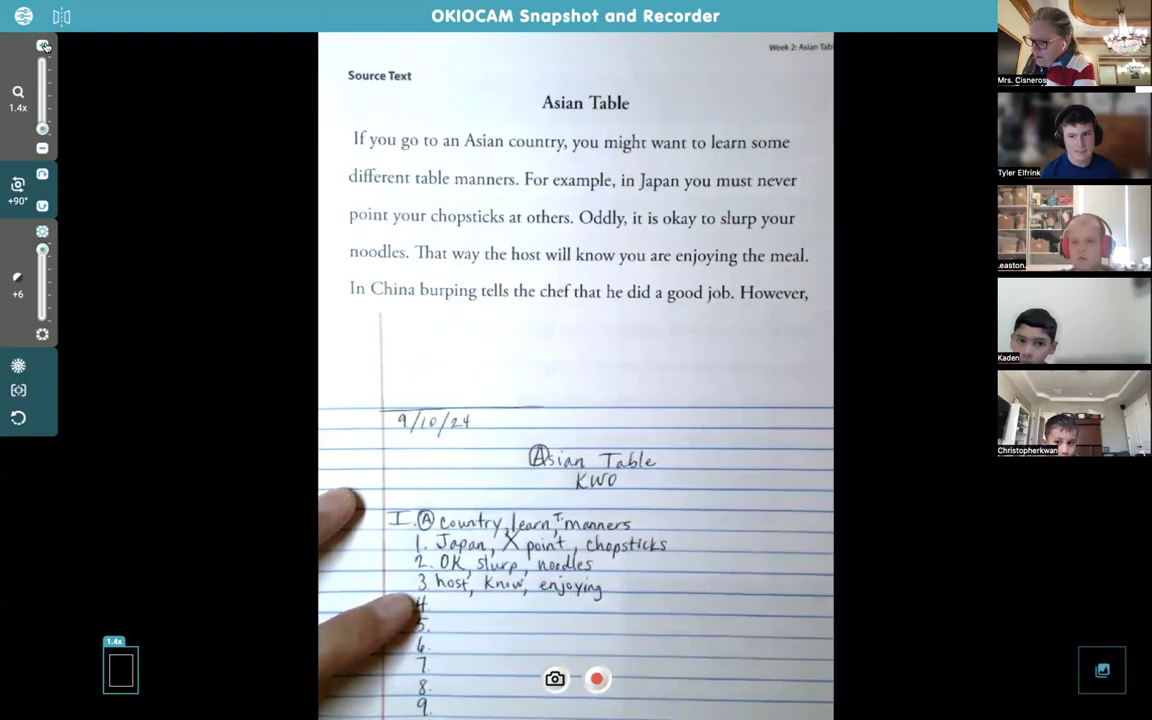 OKIOCAM Snapshot and Recorder
1.4x
+90°
+6
1.4x
Week 2: Asian Tab
Source Text
Asian Table
If you go to an Asian country, you might want to learn some
different table manners. For example, in Japan you must never
point your chopsticks at others. Oddly, it is okay to slurp your
noodles. That way the host will know you are enjoying the meal.
In China burping tells the chef that he did a good job. However,
9/10/24
Asian Table
KWO
I. A country, learn, T. manners
1. Japan, X point, chopsticks
2. OK, slurp, noodles
3. host, know, enjoying
4.
5.
6.
7.
8.
9.
Mrs. Cisneros
Tyler Elfrink
.easton.
Kaden
Christopherkwan